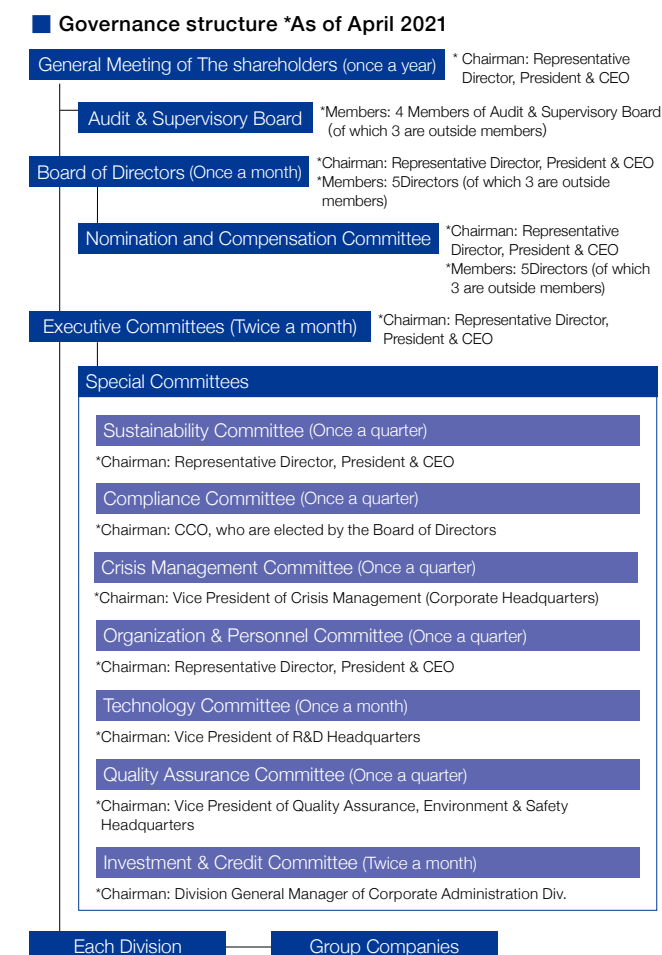 Governance structure *As of April 2021
General Meeting of The shareholders (once a year)
* Chairman: Representative
Director, President & CEO
Audit & Supervisory Board
*Members: 4 Members of Audit & Supervisory Board
(of which 3 are outside members)
Board of Directors (Once a month)
*Chairman: Representative Director, President & CEO
*Members: 5Directors (of which 3 are outside
members)
Nomination and Compensation Committee
*Chairman: Representative
Director, President & CEO
*Members: 5Directors (of which
3 are outside members)
Executive Committees (Twice a month)
*Chairman: Representative Director,
President & CEO
Special Committees
Sustainability Committee (Once a quarter)
*Chairman: Representative Director, President & CEO
Compliance Committee (Once a quarter)
*Chairman: CCO, who are elected by the Board of Directors
Crisis Management Committee (Once a quarter)
*Chairman: Vice President of Crisis Management (Corporate Headquarters)
Organization & Personnel Committee (Once a quarter)
*Chairman: Representative Director, President & CEO
Technology Committee (Once a month)
*Chairman: Vice President of R&D Headquarters
Quality Assurance Committee (Once a quarter)
*Chairman: Vice President of Quality Assurance, Environment & Safety
Headquarters
Investment & Credit Committee (Twice a month)
*Chairman: Division General Manager of Corporate Administration Div.
Each Division
Group Companies